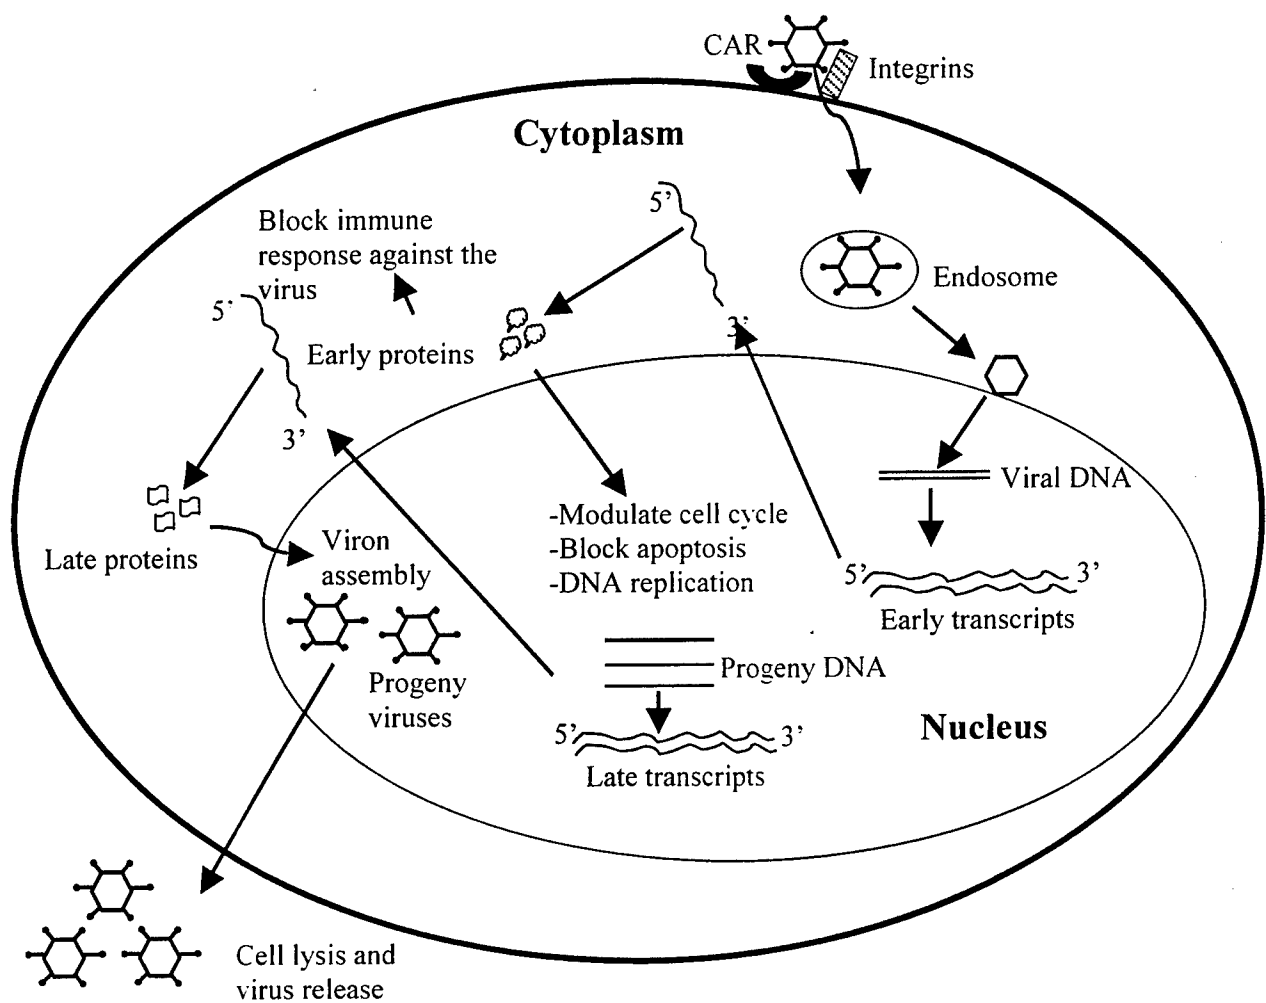 CAR
Integrins
Cytoplasm
5'
Block immune
response against the
virus
Endosome
5'
3'
Early proteins
3'
Viral DNA
-Modulate cell cycle
-Block apoptosis
-DNA replication
Late proteins
Viron
assembly
5'
3'
Early transcripts
Progeny DNA
Progeny
viruses
Nucleus
5'
3'
Late transcripts
Cell lysis and
virus release